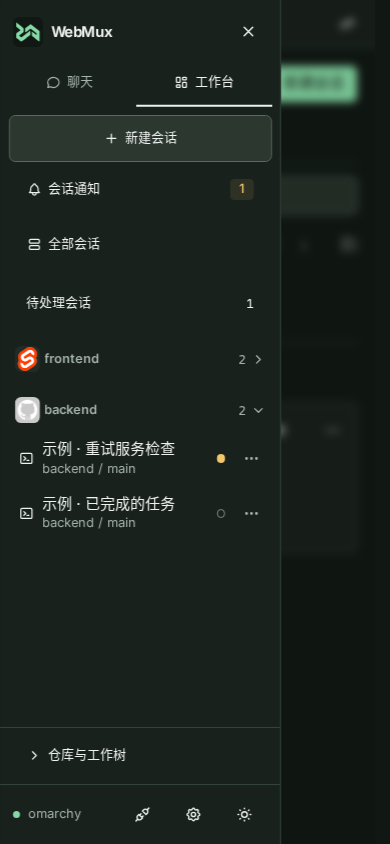 WebMux
聊天
工作台
新建会话
会话通知 1
全部会话
待处理会话 1
frontend 2
backend 2
示例 · 重试服务检查
backend / main
示例 · 已完成的任务
backend / main
仓库与工作树
omarchy